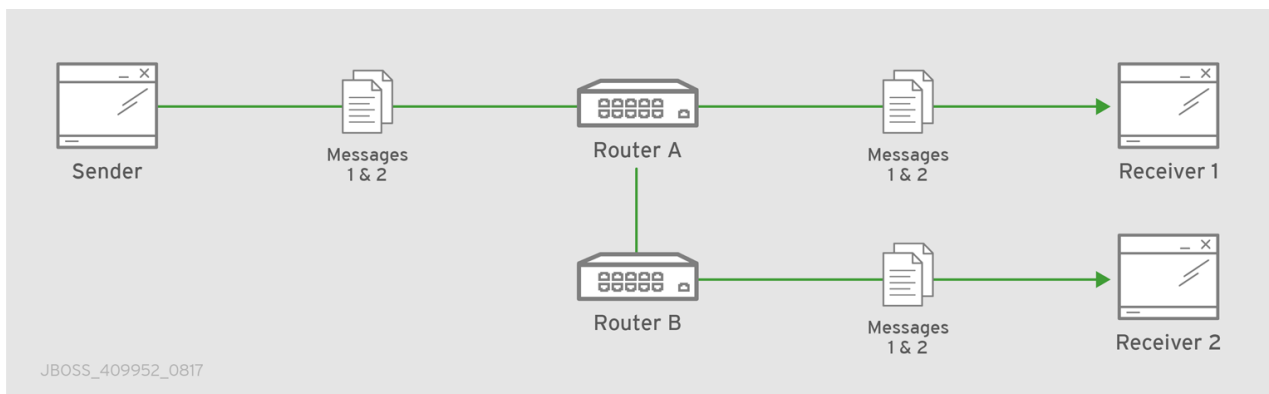 Sender
Messages
1 & 2
Router A
Messages
1 & 2
Receiver 1
Router B
Messages
1 & 2
Receiver 2
JBOSS_409952_0817